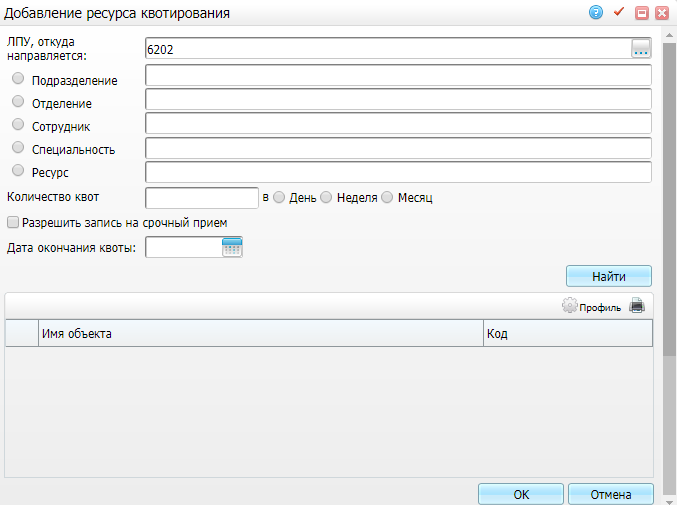 Добавление ресурса квотирования
ЛПУ, откуда
направляется:
6202
...
Подразделение
Отделение
Сотрудник
Специальность
Ресурс
Количество квот в День Неделя Месяц
Разрешить запись на срочный прием
Дата окончания квоты:
Найти
Профиль
Имя объекта Код
OK Отмена